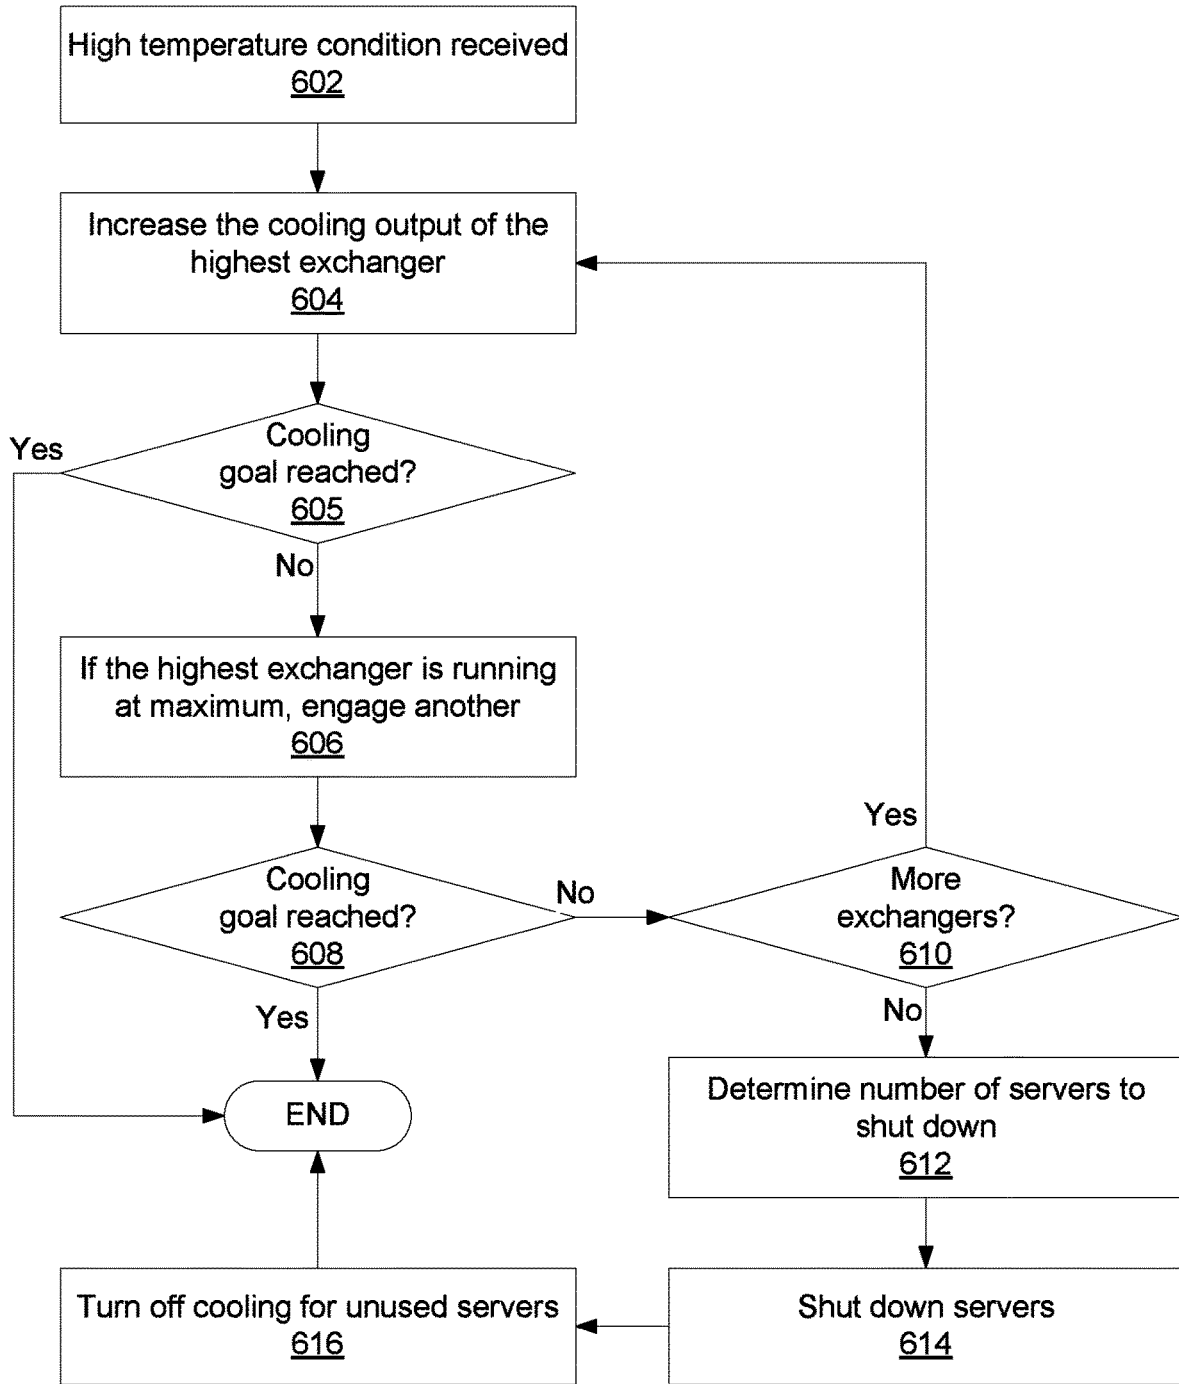 High temperature condition received
602
Increase the cooling output of the
highest exchanger
604
Yes
Cooling
goal reached?
605
No
If the highest exchanger is running
at maximum, engage another
606
Cooling
goal reached?
608
No
Yes
More
exchangers?
610
Yes
No
END
Determine number of servers to
shut down
612
Shut down servers
614
Turn off cooling for unused servers
616